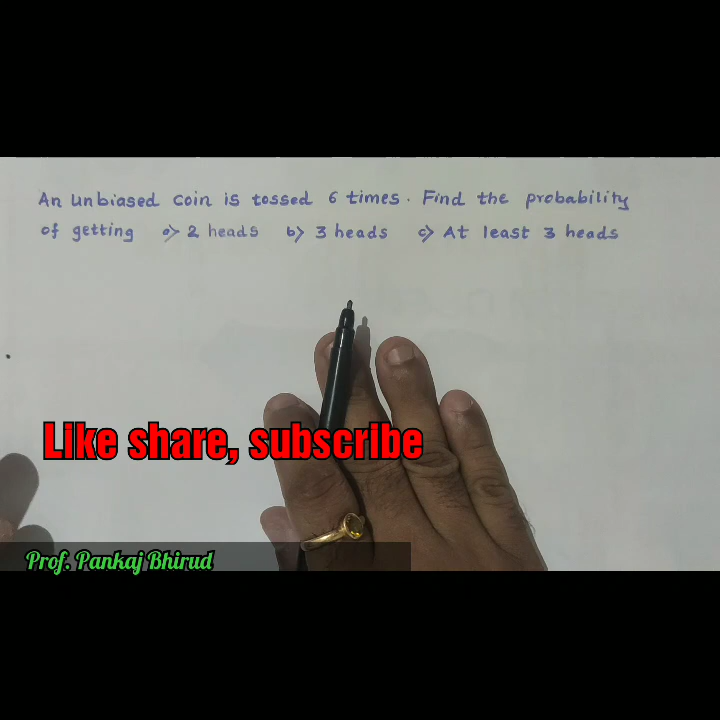 An unbiased coin is tossed 6 times. Find the probability
of getting a> 2 heads b> 3 heads c> At least 3 heads
Like share, subscribe
Prof. Pankaj Bhirud